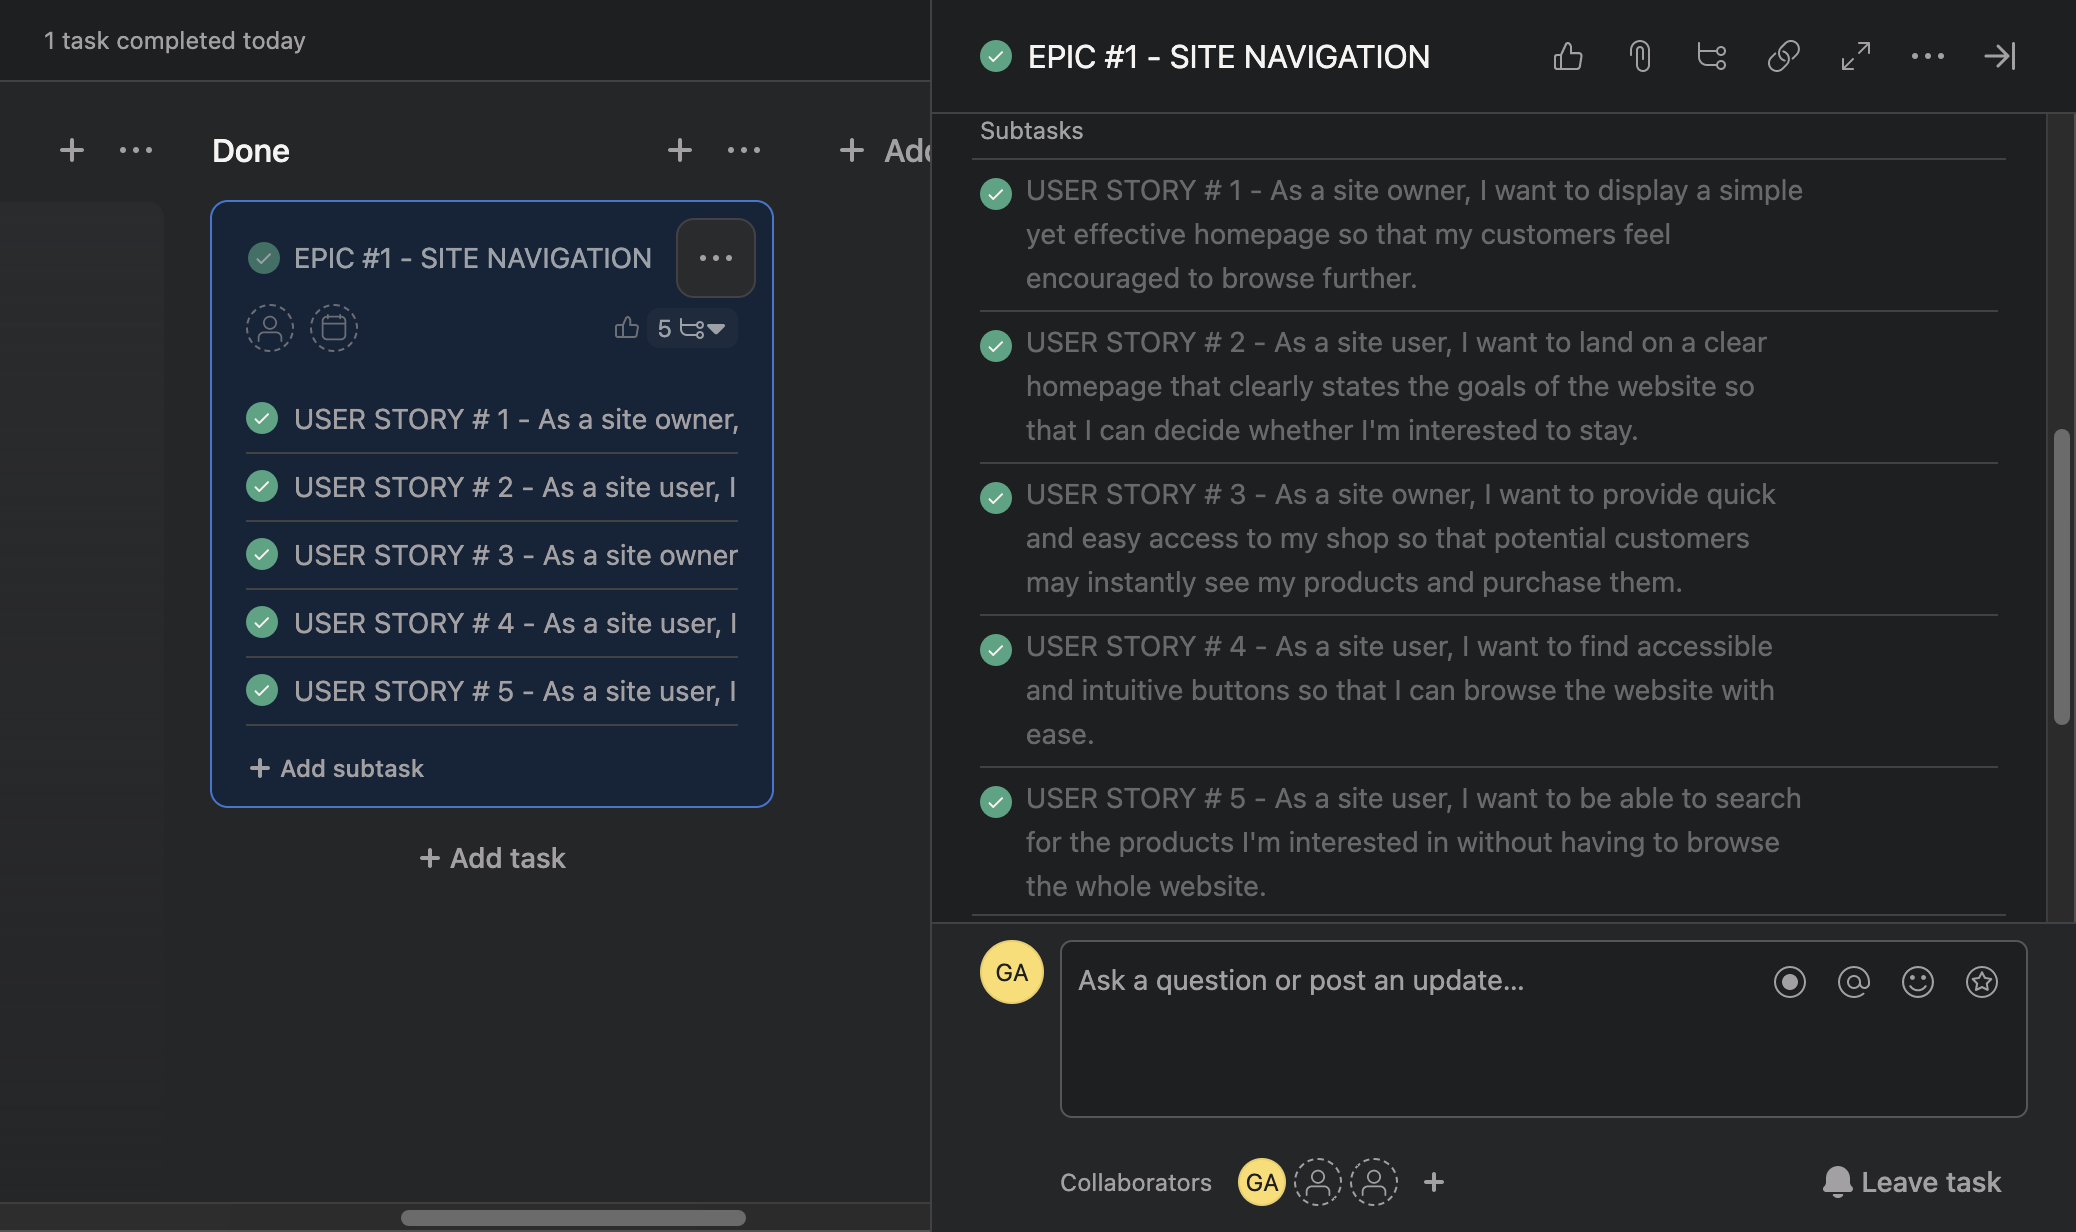 1 task completed today
Done
Add
EPIC #1 - SITE NAVIGATION
5
USER STORY # 1 - As a site owner,
USER STORY # 2 - As a site user, I
USER STORY # 3 - As a site owner
USER STORY # 4 - As a site user, I
USER STORY # 5 - As a site user, I
+ Add subtask
+ Add task
EPIC #1 - SITE NAVIGATION
Subtasks
USER STORY # 1 - As a site owner, I want to display a simple
yet effective homepage so that my customers feel
encouraged to browse further.
USER STORY # 2 - As a site user, I want to land on a clear
homepage that clearly states the goals of the website so
that I can decide whether I'm interested to stay.
USER STORY # 3 - As a site owner, I want to provide quick
and easy access to my shop so that potential customers
may instantly see my products and purchase them.
USER STORY # 4 - As a site user, I want to find accessible
and intuitive buttons so that I can browse the website with
ease.
USER STORY # 5 - As a site user, I want to be able to search
for the products I'm interested in without having to browse
the whole website.
GA
Ask a question or post an update...
Collaborators
GA
Leave task